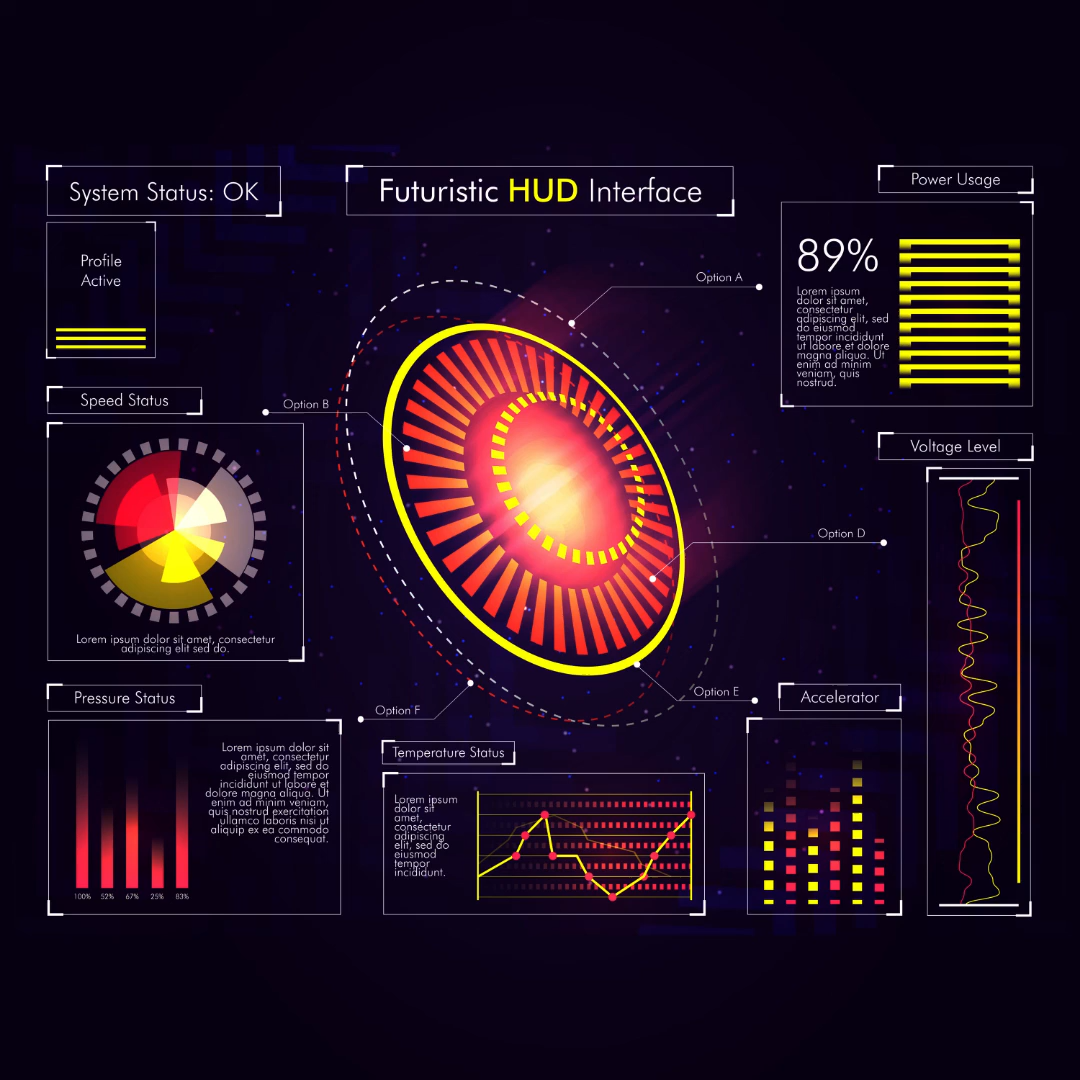 System Status: OK
Futuristic HUD Interface
Power Usage
Profile
Active
89%
Lorem ipsum
dolor sit amet,
consectetur
adipiscing elit, sed
do eiusmod
tempor incididunt
ut labore et dolore
magna aliqua. Ut
enim ad minim
veniam, quis
nostrud.
Option A
Speed Status
Option B
Voltage Level
Option D
Lorem ipsum dolor sit amet, consectetur
adipiscing elit sed do.
Pressure Status
Option E
Accelerator
Option F
Temperature Status
Lorem ipsum dolor sit
amet, consectetur
adipiscing elit, sed do
eiusmod tempor
incididunt ut labore et
dolore magna aliqua. Ut
enim ad minim veniam,
quis nostrud exercitation
ullamco laboris nisi ut
aliquip ex ea commodo
consequat.
100% 52% 67% 25% 83%
Lorem ipsum
dolor sit
amet,
consectetur
adipiscing
elit, sed do
eiusmod
tempor
incididunt.